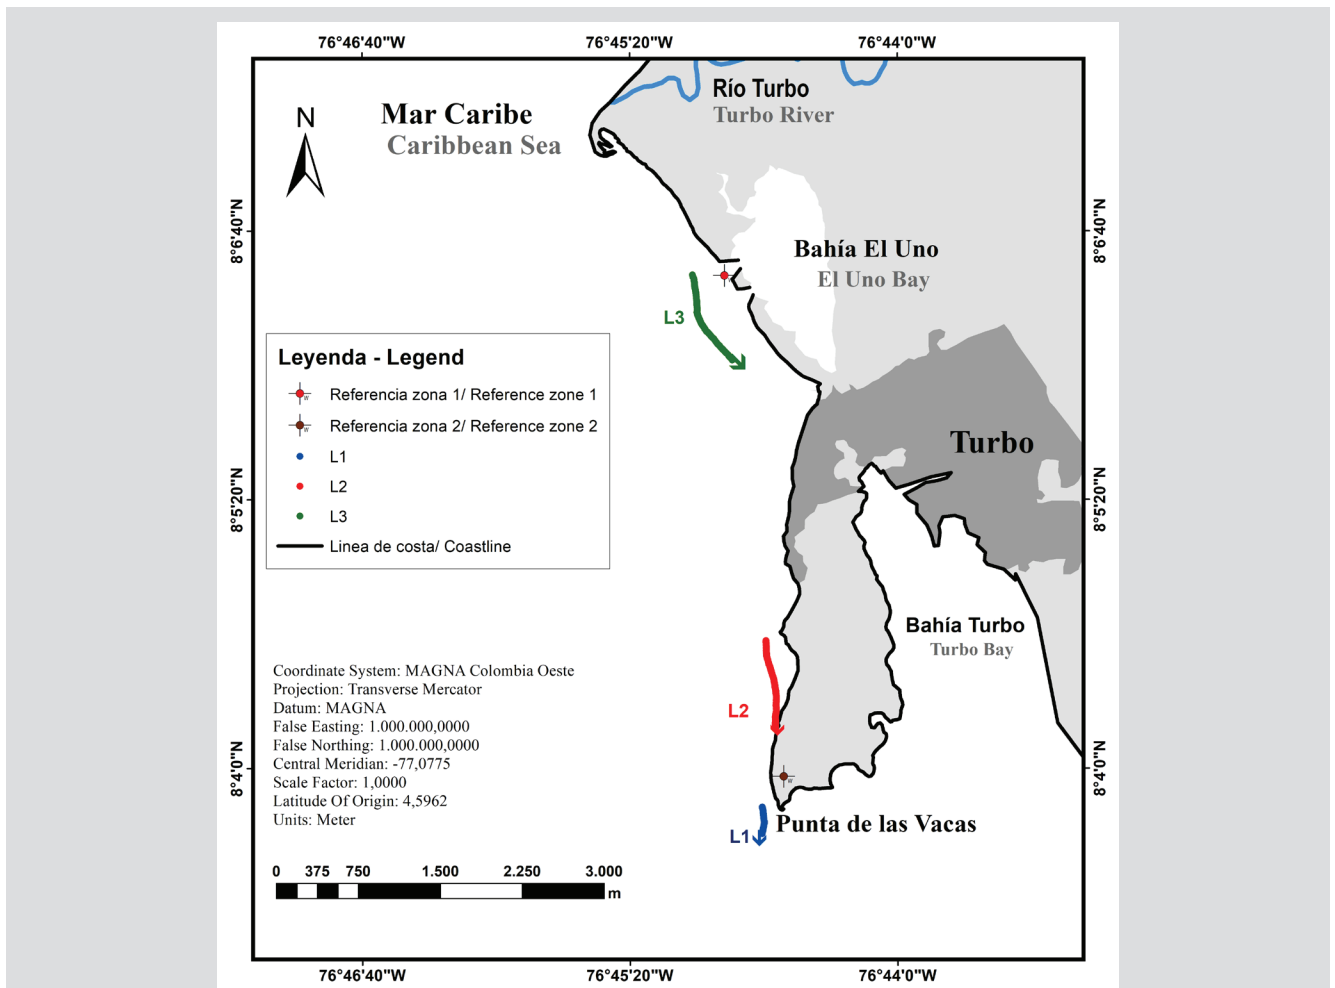 76°46'40"W 76°45'20"W 76°44'0"W
N
Mar Caribe
Caribbean Sea
Río Turbo
Turbo River
8°6'40"N
8°6'40"N
Bahía El Uno
El Uno Bay
L3
Leyenda - Legend
Referencia zona 1/ Reference zone 1
Referencia zona 2/ Reference zone 2
L1
L2
L3
Linea de costa/ Coastline
Turbo
8°5'20"N
8°5'20"N
Bahía Turbo
Turbo Bay
Coordinate System: MAGNA Colombia Oeste
Projection: Transverse Mercator
Datum: MAGNA
False Easting: 1.000.000,0000
False Northing: 1.000.000,0000
Central Meridian: -77,0775
Scale Factor: 1,0000
Latitude Of Origin: 4,5962
Units: Meter
L2
8°4'0"N
8°4'0"N
L1
Punta de las Vacas
0 375 750 1.500 2.250 3.000
m
76°46'40"W 76°45'20"W 76°44'0"W